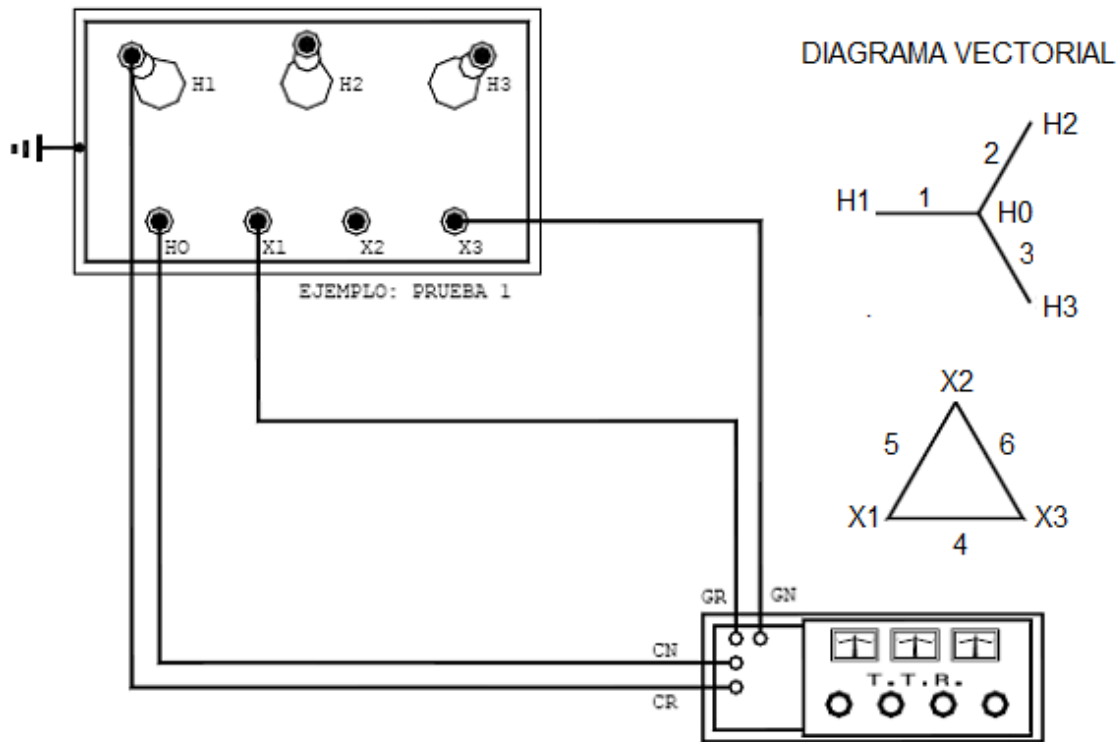 DIAGRAMA VECTORIAL
H1
H2
H3
HO
X1
X2
X3
EJEMPLO: PRUEBA 1
H2
2
H1
1
H0
3
H3
X2
5
6
X1
X3
4
GR
GN
CN
CR
T.T.R.